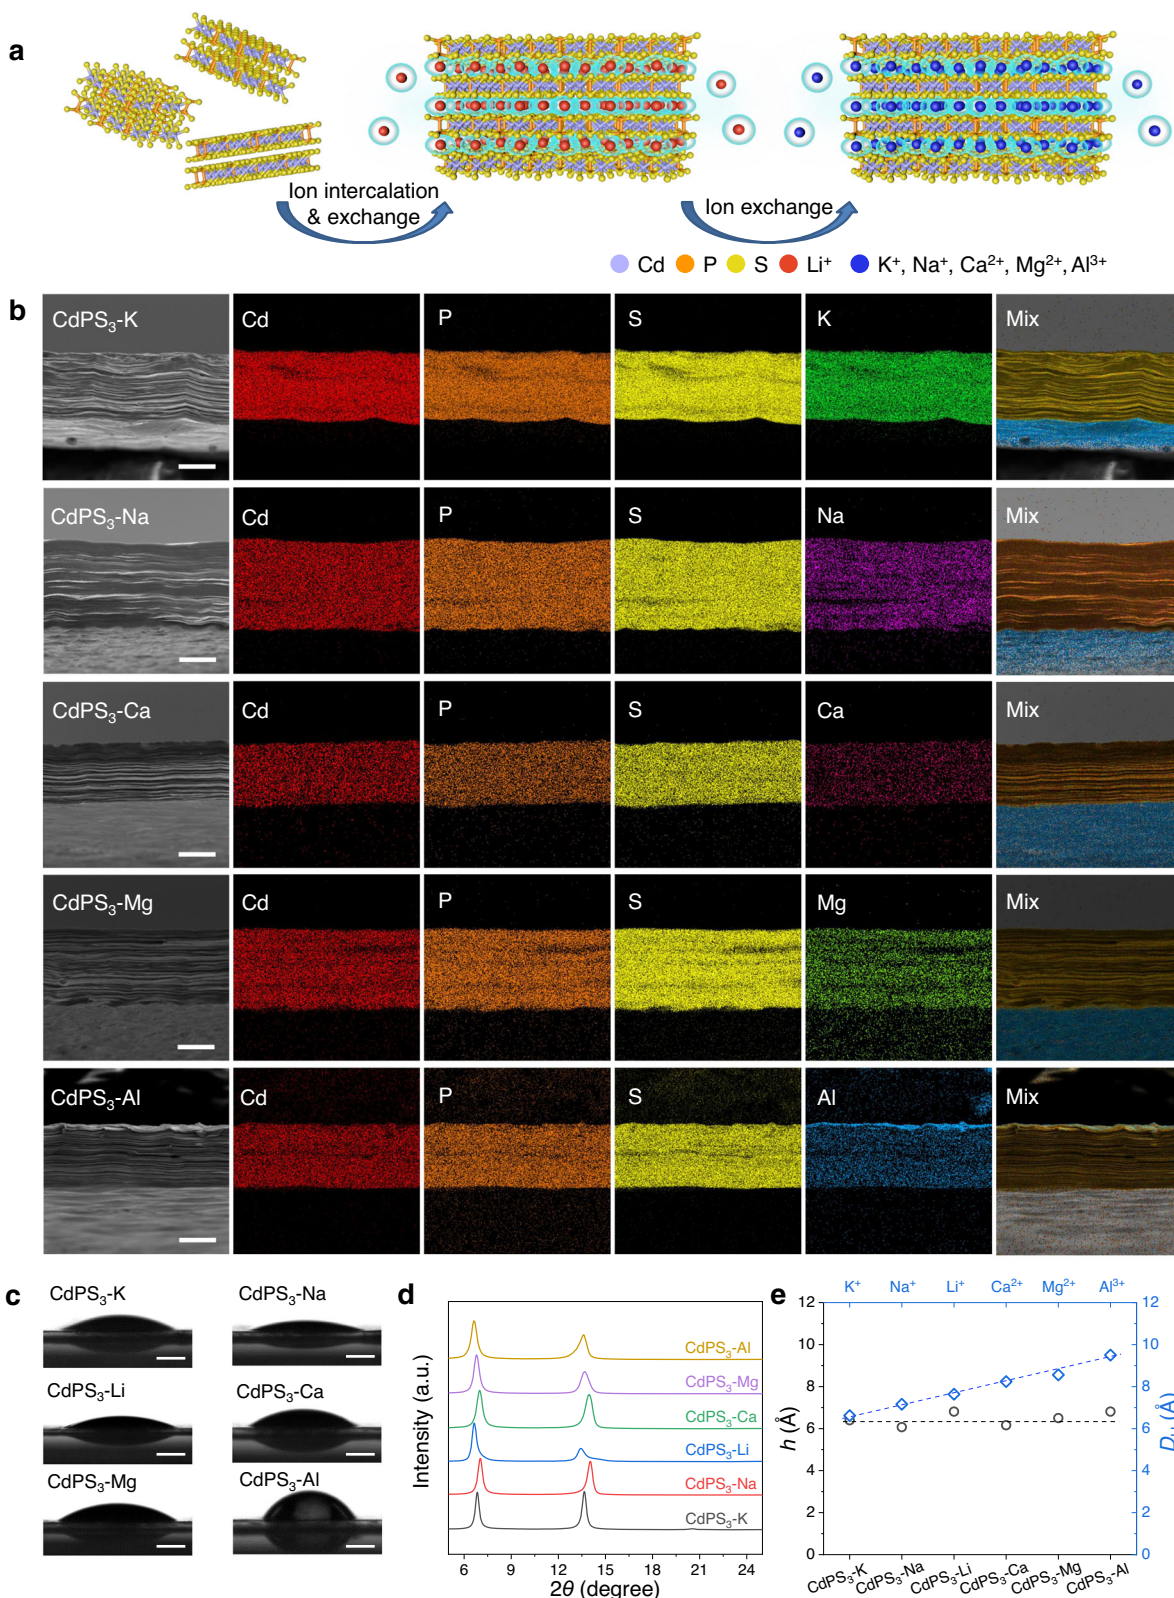 a
Ion intercalation
& exchange
Ion exchange
Cd P S Li⁺ K⁺, Na⁺, Ca²⁺, Mg²⁺, Al³⁺
b
CdPS₃-K Cd P S K Mix
CdPS₃-Na Cd P S Na Mix
CdPS₃-Ca Cd P S Ca Mix
CdPS₃-Mg Cd P S Mg Mix
CdPS₃-Al Cd P S Al Mix
c
CdPS₃-K CdPS₃-Na
CdPS₃-Li CdPS₃-Ca
CdPS₃-Mg CdPS₃-Al
d
Intensity (a.u.)
CdPS₃-Al
CdPS₃-Mg
CdPS₃-Ca
CdPS₃-Li
CdPS₃-Na
CdPS₃-K
6 9 12 15 18 21 24
2θ (degree)
e
K⁺ Na⁺ Li⁺ Ca²⁺ Mg²⁺ Al³⁺
12
10
8
6
4
2
0
h (Å)
12
10
8
6
4
2
0
CdPS₃-K CdPS₃-Na CdPS₃-Li CdPS₃-Ca CdPS₃-Mg CdPS₃-Al